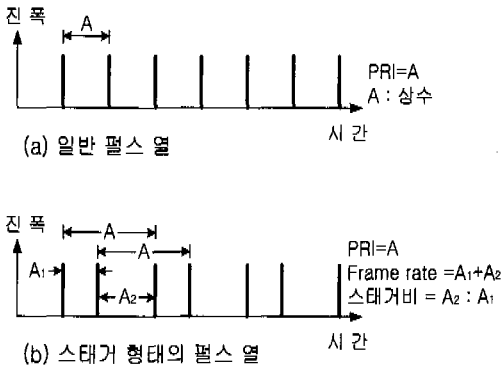 진 폭
A
PRI=A
A : 상수
시 간
(a) 일반 펄스 열
진 폭
A
A
A₁
A₂
PRI=A
Frame rate =A₁+A₂
스태거비 = A₂ : A₁
시 간
(b) 스태거 형태의 펄스 열